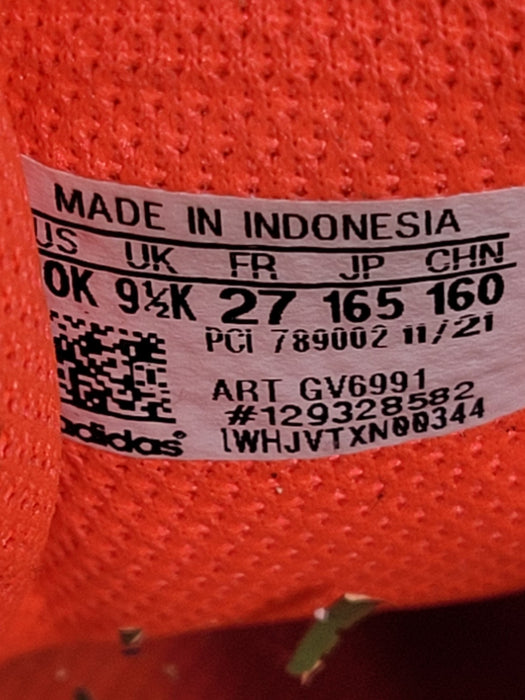 MADE IN INDONESIA
US UK FR JP CHN
0K 9½K 27 165 160
PCI 789002 11/21
ART GV6991
#129328582
adidas® 1WHJVTXN00344